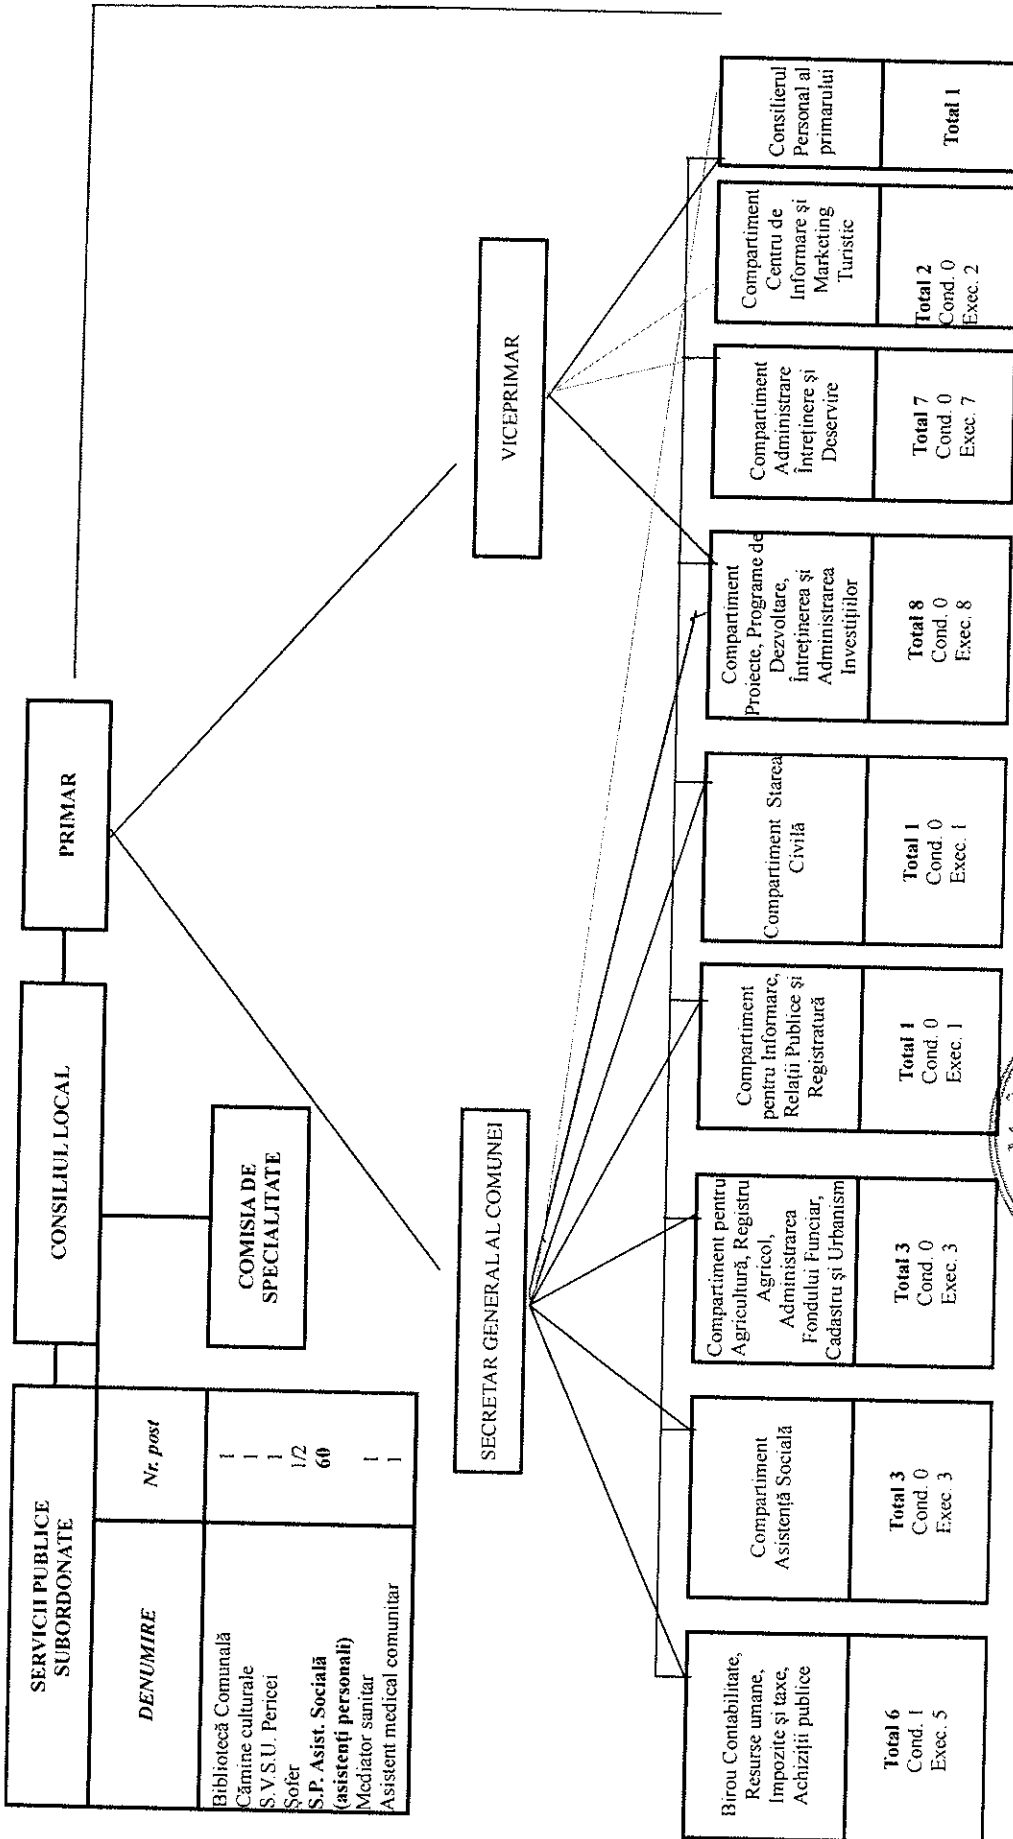 SERVICII PUBLICE
SUBORDONATE
DENUMIRE
Nr. post
Bibliotecă Comunală
1
Cămine culturale
1
S.V.S.U. Pericei
1
Șofer
1/2
S.P. Asist. Socială
60
(asistenți personali)
Mediator sanitar
1
Asistent medical comunitar
1
CONSILIUL LOCAL
COMISIA DE
SPECIALITATE
PRIMAR
SECRETAR GENERAL AL COMUNEI
VICEPRIMAR
Birou Contabilitate,
Resurse umane,
Impozite și taxe,
Achiziții publice
Total 6
Cond. 1
Exec. 5
Compartiment
Asistență Socială
Total 3
Cond. 0
Exec. 3
Compartiment pentru
Agricultură, Registru
Agricol,
Administrarea
Fondului Funciar,
Cadastru și Urbanism
Total 3
Cond. 0
Exec. 3
Compartiment
pentru Informare,
Relații Publice și
Registratură
Total 1
Cond. 0
Exec. 1
Compartiment Starea
Civilă
Total 1
Cond. 0
Exec. 1
Compartiment
Proiecte, Programe de
Dezvoltare,
Întreținerea și
Administrarea
Investițiilor
Total 8
Cond. 0
Exec. 8
Compartiment
Administrare
Întreținere și
Deservire
Total 7
Cond. 0
Exec. 7
Compartiment
Centru de
Informare și
Marketing
Turistic
Total 2
Cond. 0
Exec. 2
Consilierul
Personal al
primarului
Total 1